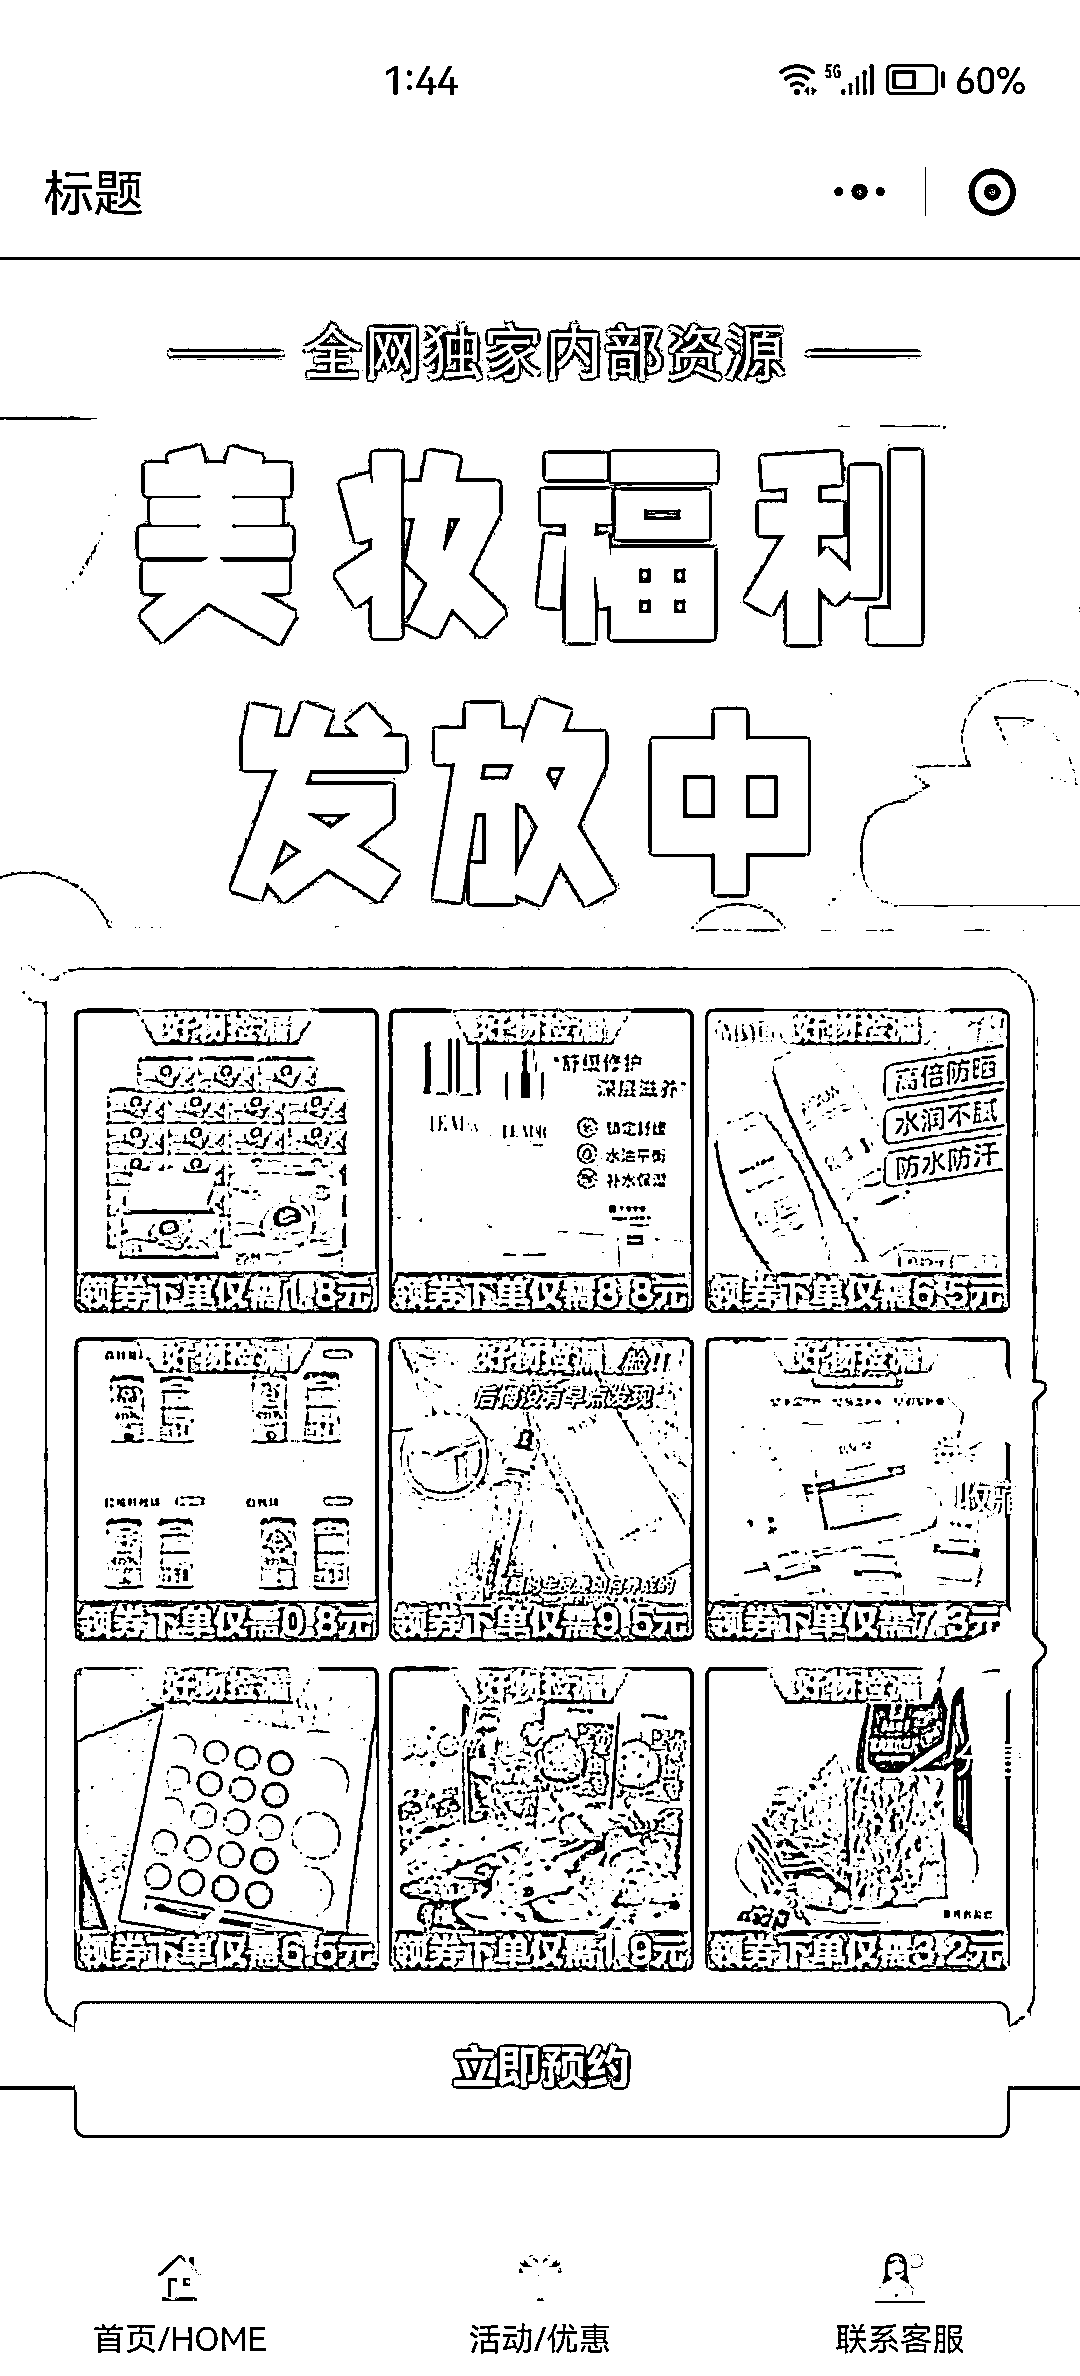 1:44
5G
60%
标题
全网独家内部资源
美妆福利
发放中
好物捡漏 好物捡漏 好物捡漏
舒缓修护
深层滋养
水油平衡
补水保湿
高倍防晒
水润不腻
防水防汗
领券下单仅需1.8元 领券下单仅需8.8元 领券下单仅需6.5元
好物捡漏 好物捡漏 好物捡漏
后悔没有早点发现
领券下单仅需0.8元 领券下单仅需9.5元 领券下单仅需7.3元
好物捡漏 好物捡漏 好物捡漏
领券下单仅需6.5元 领券下单仅需1.9元 领券下单仅需3.2元
立即预约
首页/HOME 活动/优惠 联系客服